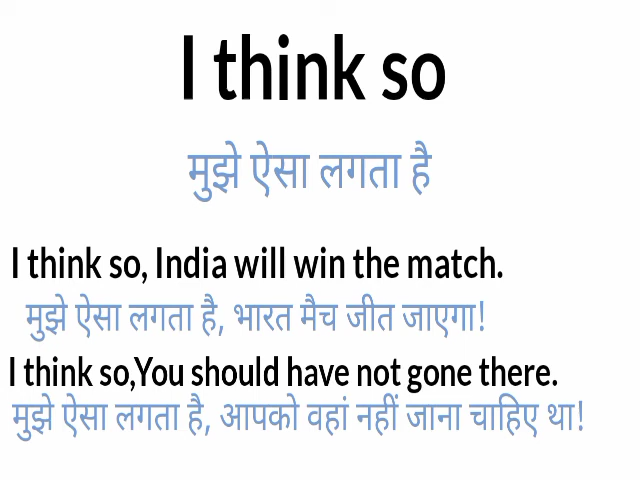 I think so
मुझे ऐसा लगता है
I think so, India will win the match.
मुझे ऐसा लगता है, भारत मैच जीत जाएगा!
I think so,You should have not gone there.
मुझे ऐसा लगता है, आपको वहां नहीं जाना चाहिए था!